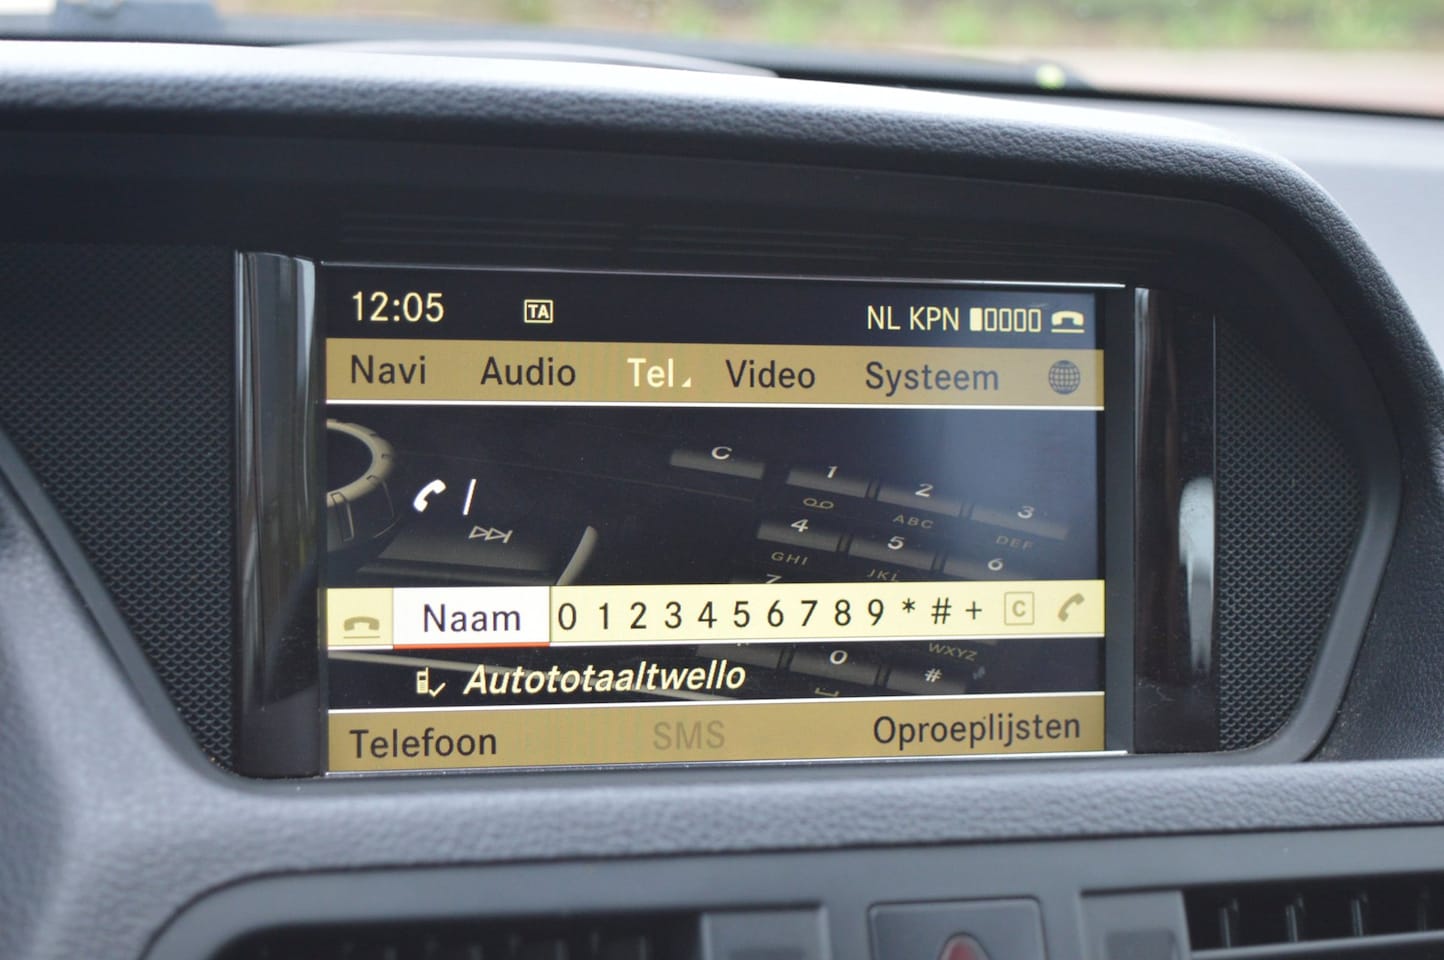 12:05 TA NL KPN
Navi Audio Tel Video Systeem
C 1 2 3
ABC DEF
4 5 6
GHI JKL
7
Naam 0 1 2 3 4 5 6 7 8 9 * # + C
0 # WXYZ
Autototaaltwello
Telefoon SMS Oproeplijsten